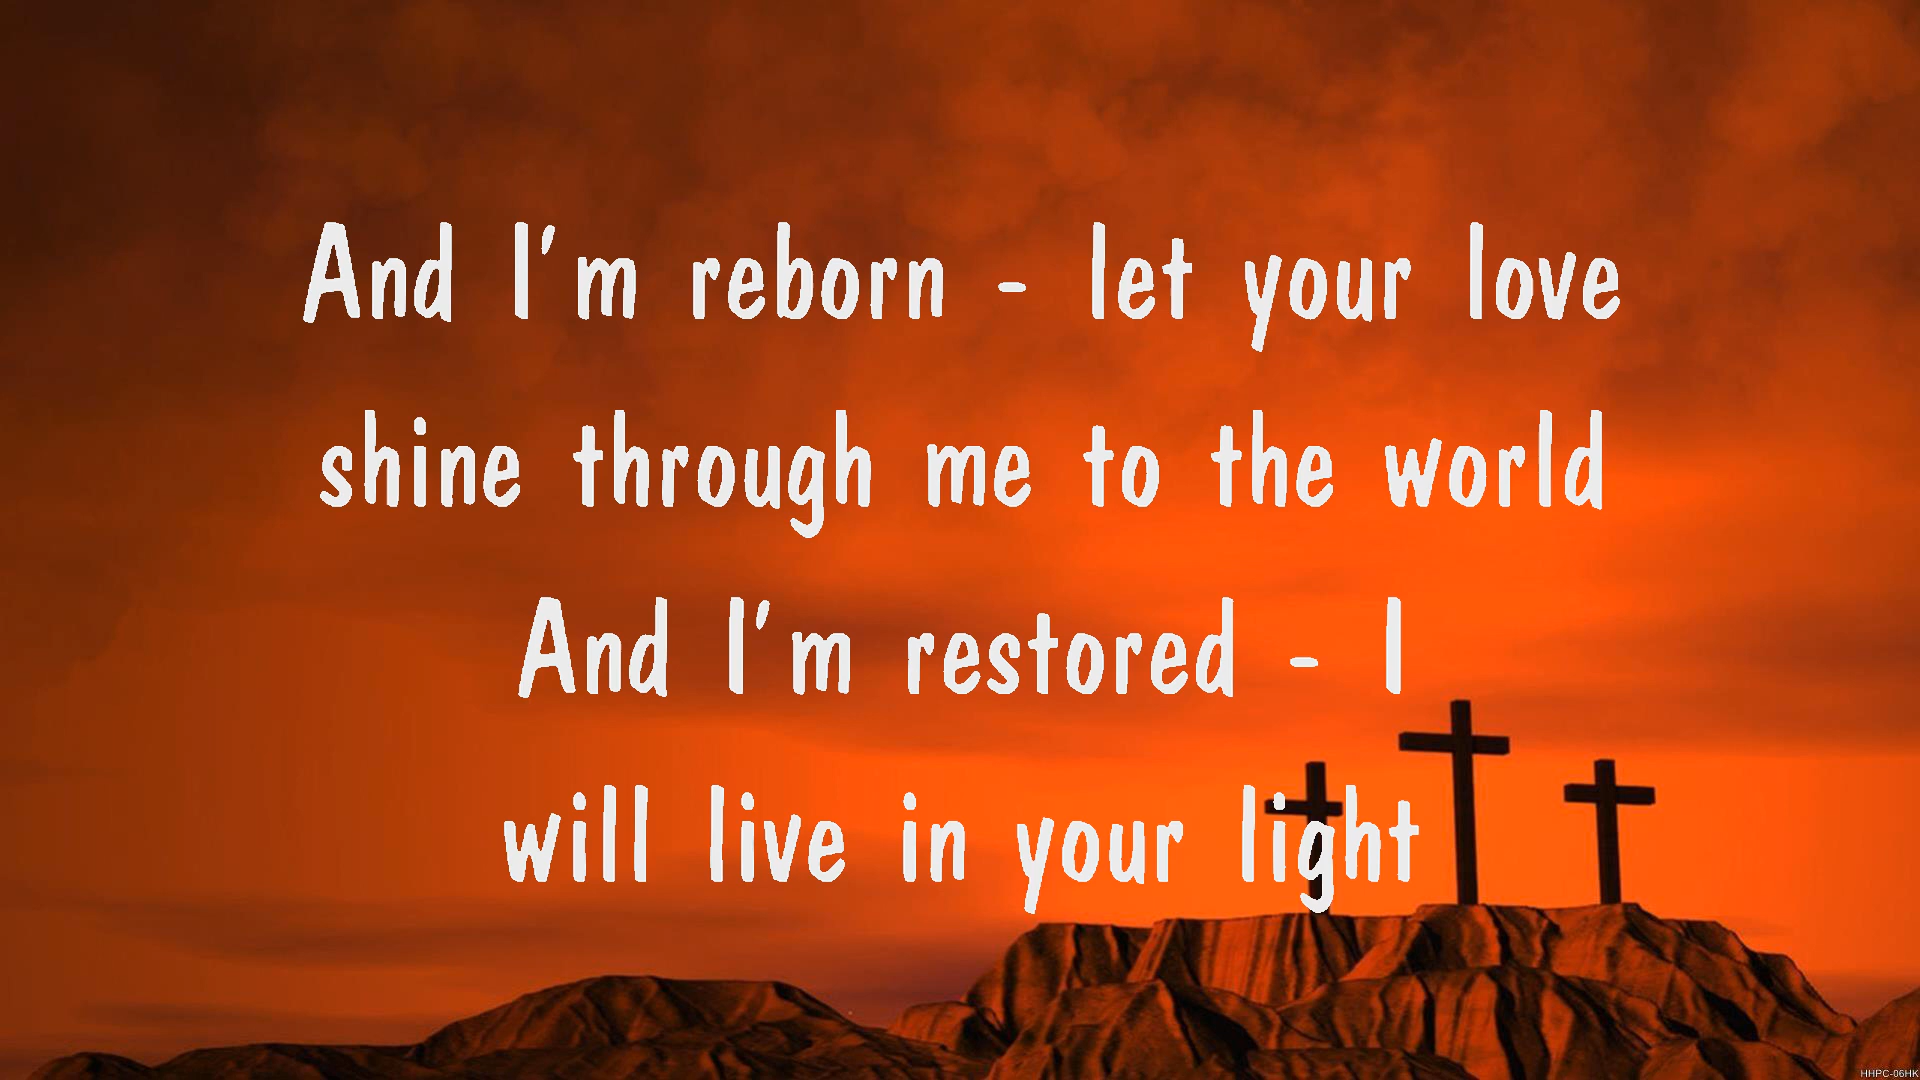 And I'm reborn - let your love
shine through me to the world
And I'm restored - I
will live in your light
HHPC-06HK